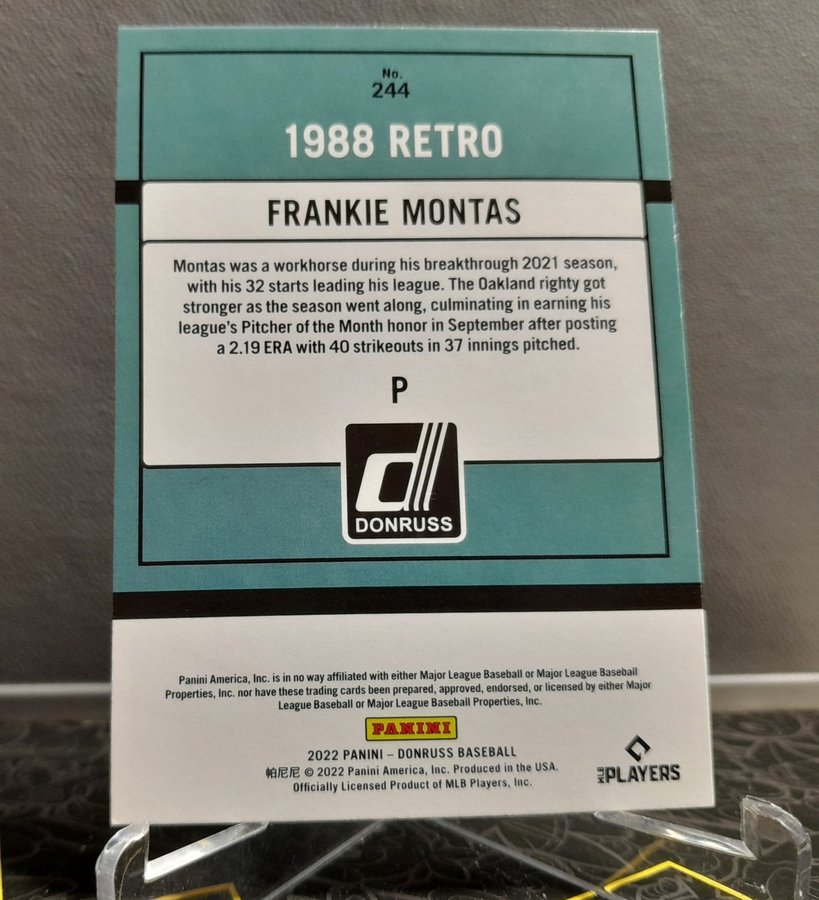 No.
244
1988 RETRO
FRANKIE MONTAS
Montas was a workhorse during his breakthrough 2021 season,
with his 32 starts leading his league. The Oakland righty got
stronger as the season went along, culminating in earning his
league's Pitcher of the Month honor in September after posting
a 2.19 ERA with 40 strikeouts in 37 innings pitched.
P
d
DONRUSS
Panini America, Inc. is in no way affiliated with either Major League Baseball or Major League Baseball
Properties, Inc. nor have these trading cards been prepared, approved, endorsed, or licensed by either Major
League Baseball or Major League Baseball Properties, Inc.
PANINI
2022 PANINI – DONRUSS BASEBALL
帕尼尼 © 2022 Panini America, Inc. Produced in the USA.
Officially Licensed Product of MLB Players, Inc.
MLB PLAYERS